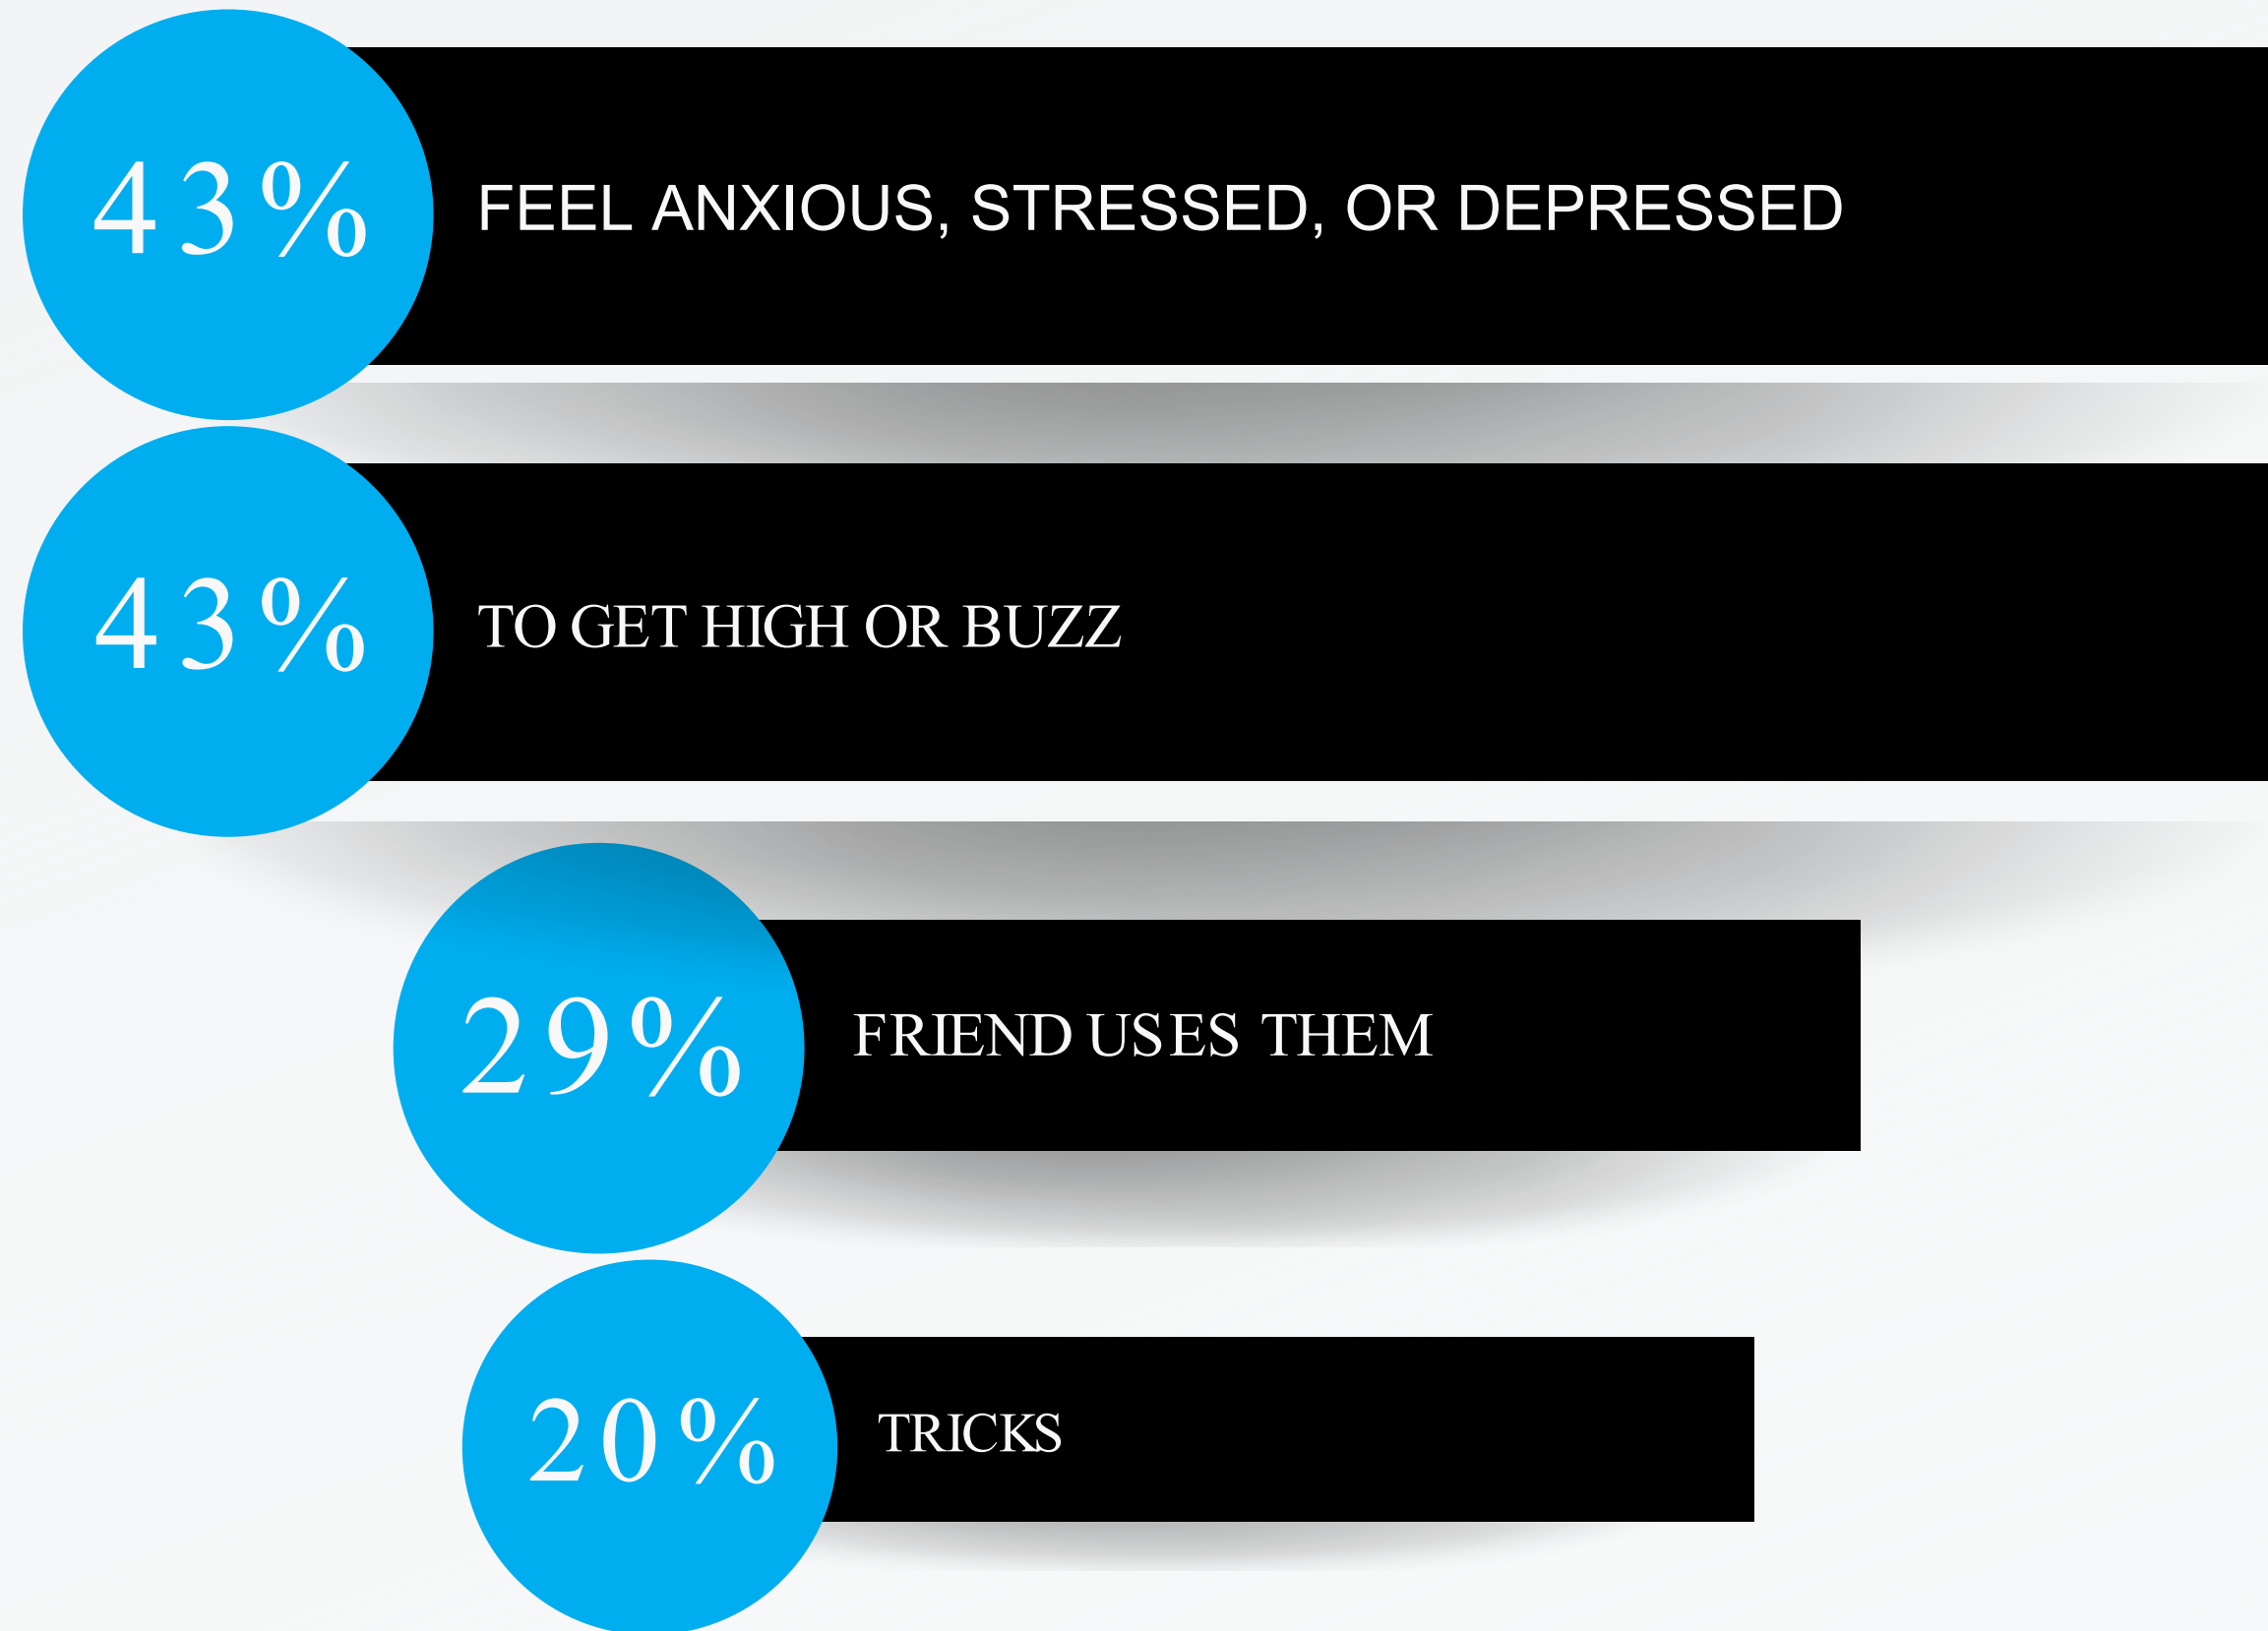 43%
FEEL ANXIOUS, STRESSED, OR DEPRESSED
43%
TO GET HIGH OR BUZZ
29%
FRIEND USES THEM
20%
TRICKS